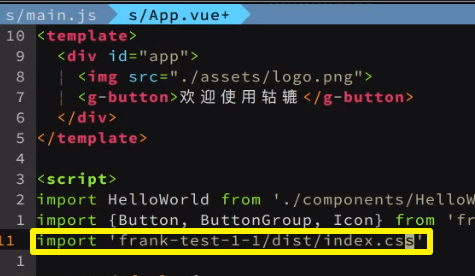 s/main.js s/App.vue+
10 <template>
9 <div id="app">
8 <img src="./assets/logo.png">
7 <g-button>欢迎使用轱辘</g-button>
6 </div>
5 </template>
4
3 <script>
2 import HelloWorld from './components/HelloW
1 import {Button, ButtonGroup, Icon} from 'fr
11 import 'frank-test-1-1/dist/index.css'
1